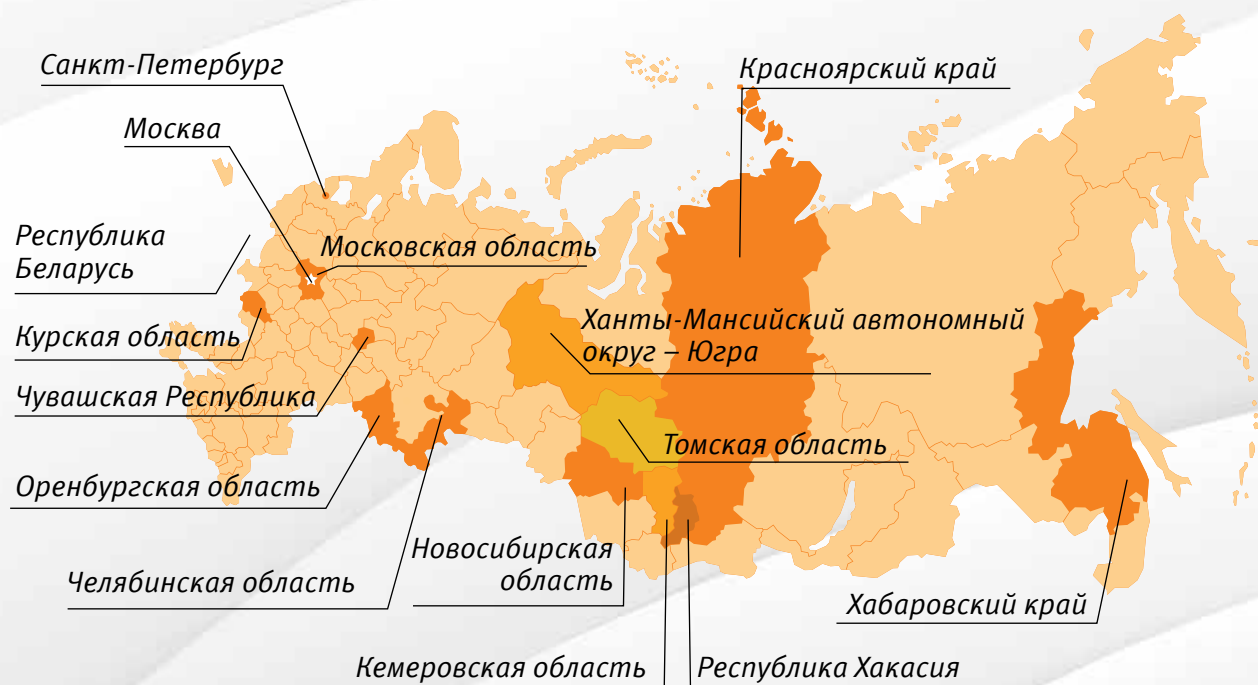 Санкт-Петербург
Красноярский край
Москва
Республика
Беларусь
Московская область
Курская область
Ханты-Мансийский автономный
округ – Югра
Чувашская Республика
Томская область
Оренбургская область
Новосибирская
область
Челябинская область
Хабаровский край
Кемеровская область
Республика Хакасия